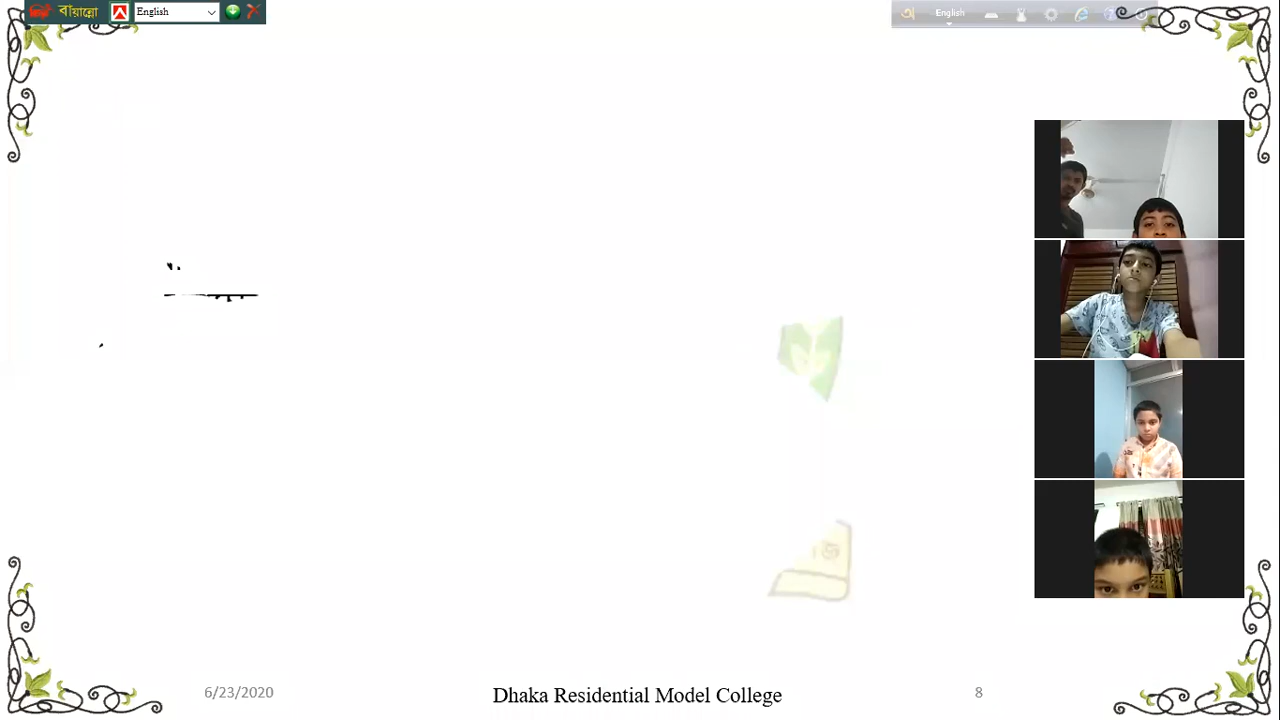 বায়ান্নো English
অ English
6/23/2020 Dhaka Residential Model College 8